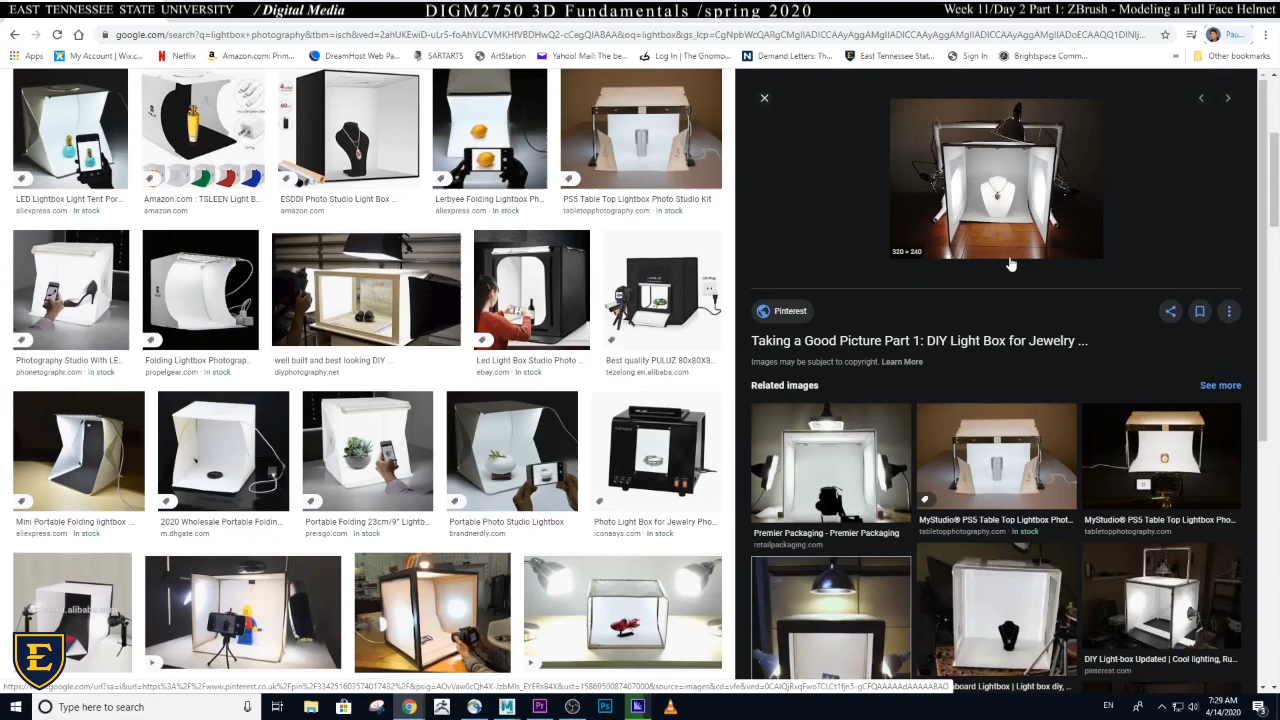 EAST TENNESSEE STATE UNIVERSITY / Digital Media DIGM2750 3D Fundamentals /spring 2020 Week 11/Day 2 Part 1: ZBrush - Modeling a Full Face Helmet
Apps My Account | Wix.c... Netflix Amazon.com: Prim... DreamHost Web Pa... SARTARTS ArtStation Yahoo! Mail: The be... Log In | The Gnomo... Demand Letters: Th... East Tennessee Stat... Sign In Brightspace Comm... » Other bookmarks
LED Lightbox Light Tent Por... Amazon.com : TSLEEN Light B... ESDDI Photo Studio Light Box ... Lerbyee Folding Lightbox Ph... PS5 Table Top Lightbox Photo Studio Kit
aliexpress.com · In stock amazon.com amazon.com aliexpress.com · In stock tabletopphotography.com · In stock
320 × 240
Photography Studio With LE... Folding Lightbox Photograp... well built and best looking DIY ... Led Light Box Studio Photo ... Best quality PULUZ 80x80X8...
phonetographr.com · In stock propelgear.com · In stock diyphotography.net ebay.com · In stock tezelong.en.alibaba.com
Pinterest
Taking a Good Picture Part 1: DIY Light Box for Jewelry ...
Images may be subject to copyright. Learn More
Related images See more
Mini Portable Folding lightbox ... 2020 Wholesale Portable Foldin... Portable Folding 23cm/9" Lightb... Portable Photo Studio Lightbox Photo Light Box for Jewelry Pho...
aliexpress.com · In stock m.dhgate.com preisgo.com · In stock brandnerdly.com iconasys.com · In stock
Premier Packaging - Premier Packaging MyStudio® PS5 Table Top Lightbox Phot... MyStudio® PS5 Table Top Lightbox Pho...
retailpackaging.com tabletopphotography.com · In stock tabletopphotography.com
DIY Light-box Updated | Cool lighting, Ru...
pinterest.com
board Lightbox | Light box diy, ...
E
Type here to search EN 7:29 AM
4/14/2020